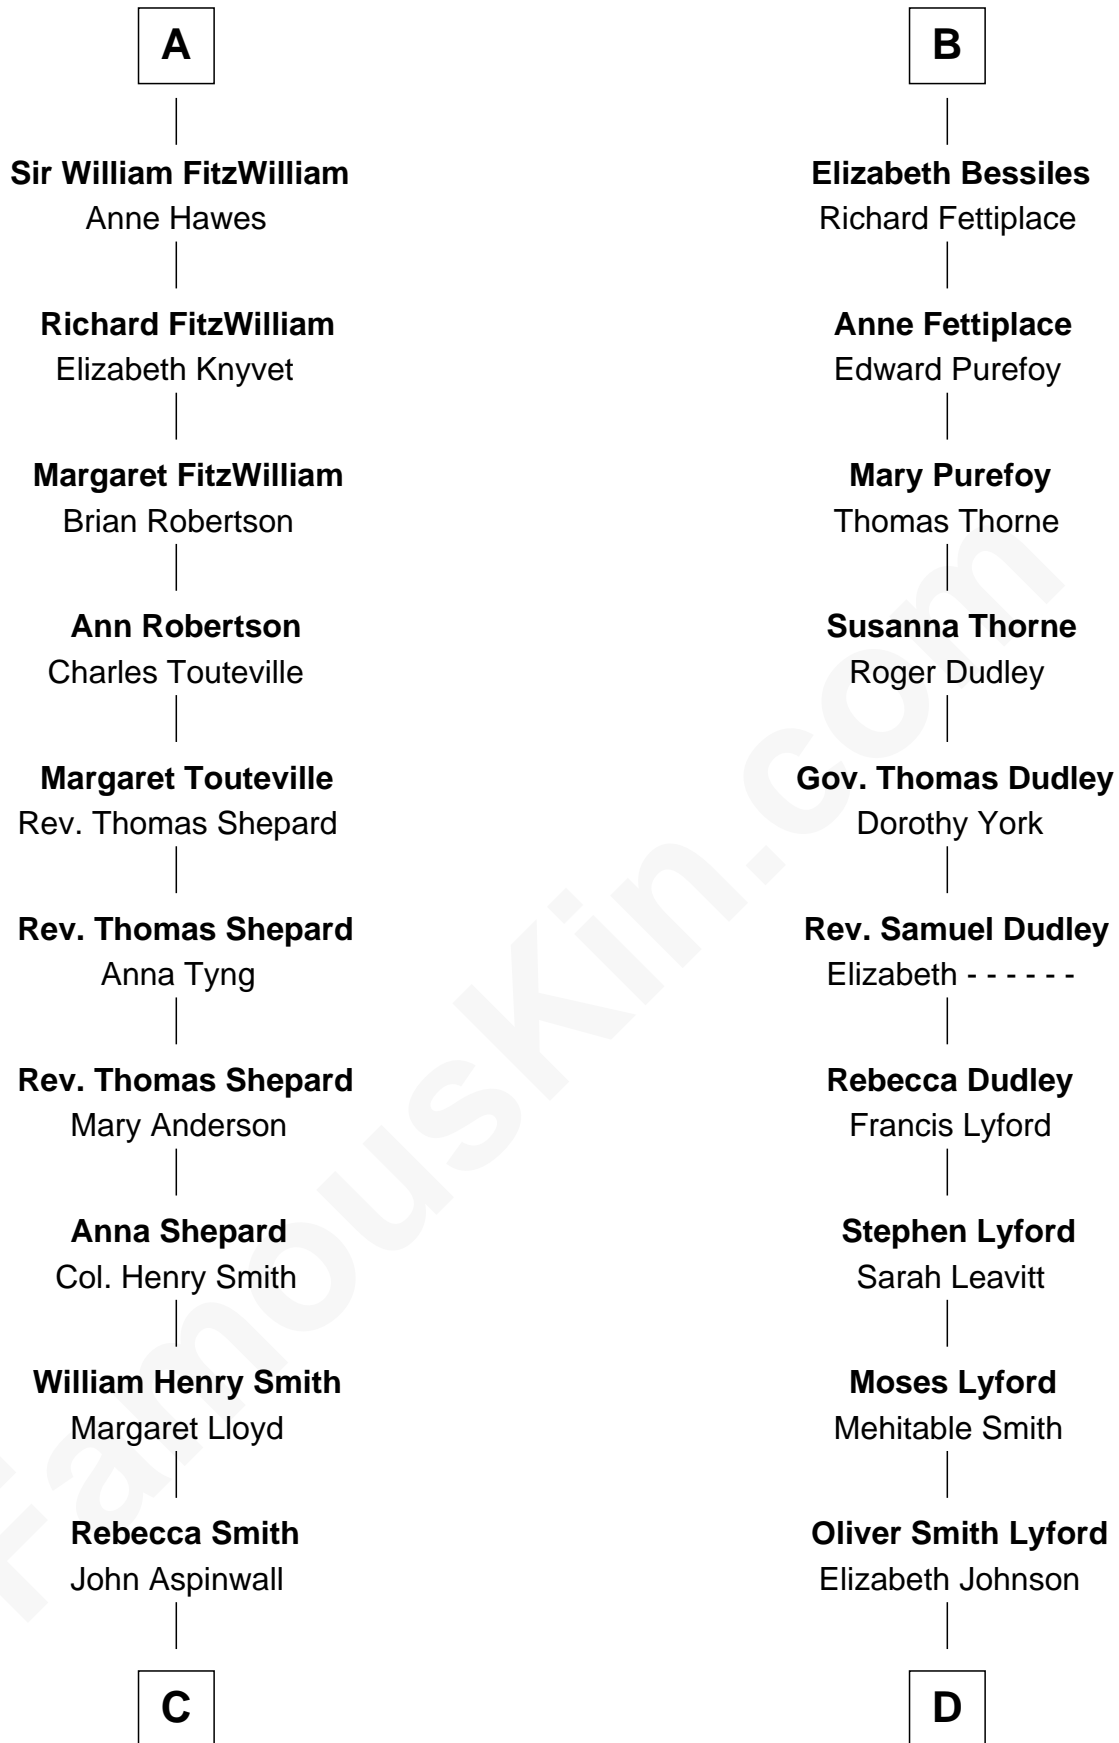 A
Sir William FitzWilliam
Anne Hawes
Richard FitzWilliam
Elizabeth Knyvet
Margaret FitzWilliam
Brian Robertson
Ann Robertson
Charles Touteville
Margaret Touteville
Rev. Thomas Shepard
Rev. Thomas Shepard
Anna Tyng
Rev. Thomas Shepard
Mary Anderson
Anna Shepard
Col. Henry Smith
William Henry Smith
Margaret Lloyd
Rebecca Smith
John Aspinwall
C
B
Elizabeth Bessiles
Richard Fettiplace
Anne Fettiplace
Edward Purefoy
Mary Purefoy
Thomas Thorne
Susanna Thorne
Roger Dudley
Gov. Thomas Dudley
Dorothy York
Rev. Samuel Dudley
Elizabeth - - - - - -
Rebecca Dudley
Francis Lyford
Stephen Lyford
Sarah Leavitt
Moses Lyford
Mehitable Smith
Oliver Smith Lyford
Elizabeth Johnson
D
FamousKin.com